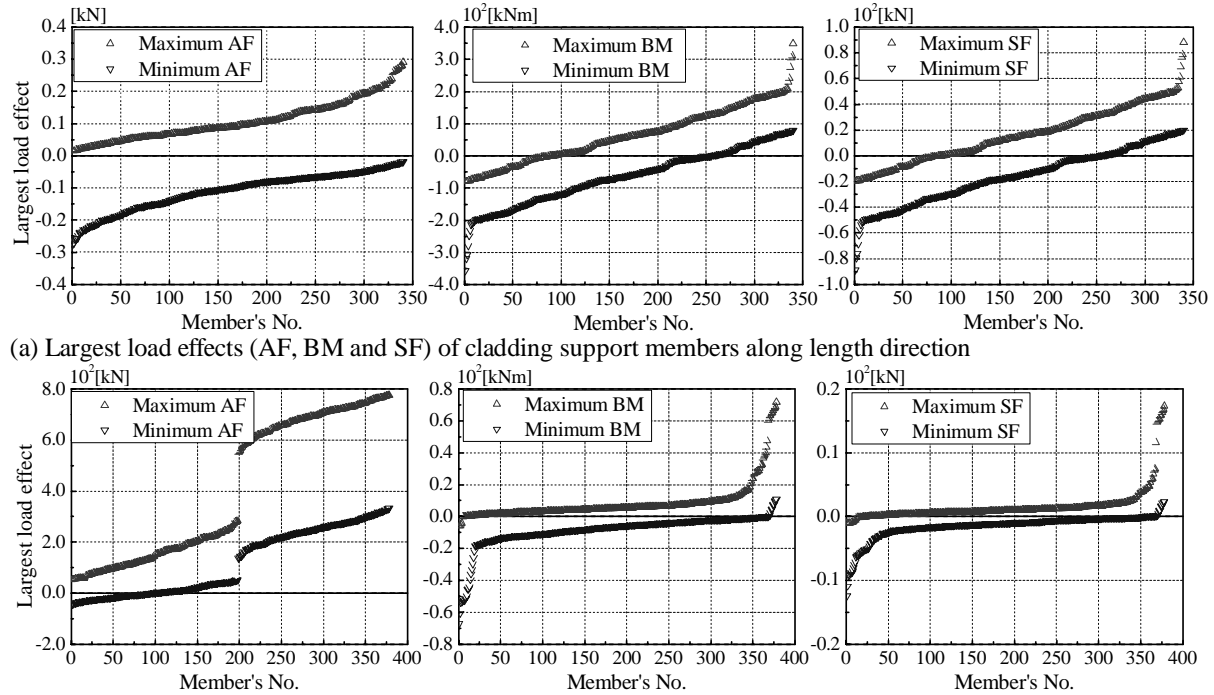 [kN] 10²[kNm] 10²[kN]
0.4 4.0 1.0
Maximum AF Maximum BM Maximum SF
Minimum AF Minimum BM Minimum SF
0.3 3.0 0.8
0.6
0.2 2.0 0.4
0.1 1.0 0.2
0.0 0.0 0.0
-0.1 -1.0 -0.2
-0.4
-0.2 -2.0 -0.6
-0.3 -3.0 -0.8
0.4 4.0 1.0
Largest load effect
0 50 100 150 200 250 300 350 0 50 100 150 200 250 300 350 0 50 100 150 200 250 300 350
Member's No. Member's No. Member's No.
(a) Largest load effects (AF, BM and SF) of cladding support members along length direction
10²[kN] 10²[kNm] 10²[kN]
8.0 0.8 0.2
Maximum AF Maximum BM Maximum SF
Minimum AF Minimum BM Minimum SF
6.0 0.6
4.0 0.4 0.1
2.0 0.2
0.0 0.0 0.0
-0.2
-0.4 -0.1
-0.6
-2.0 0.8 -0.2
Largest load effect
0 50 100 150 200 250 300 350 400 0 50 100 150 200 250 300 350 400 0 50 100 150 200 250 300 350 400
Member's No. Member's No. Member's No.